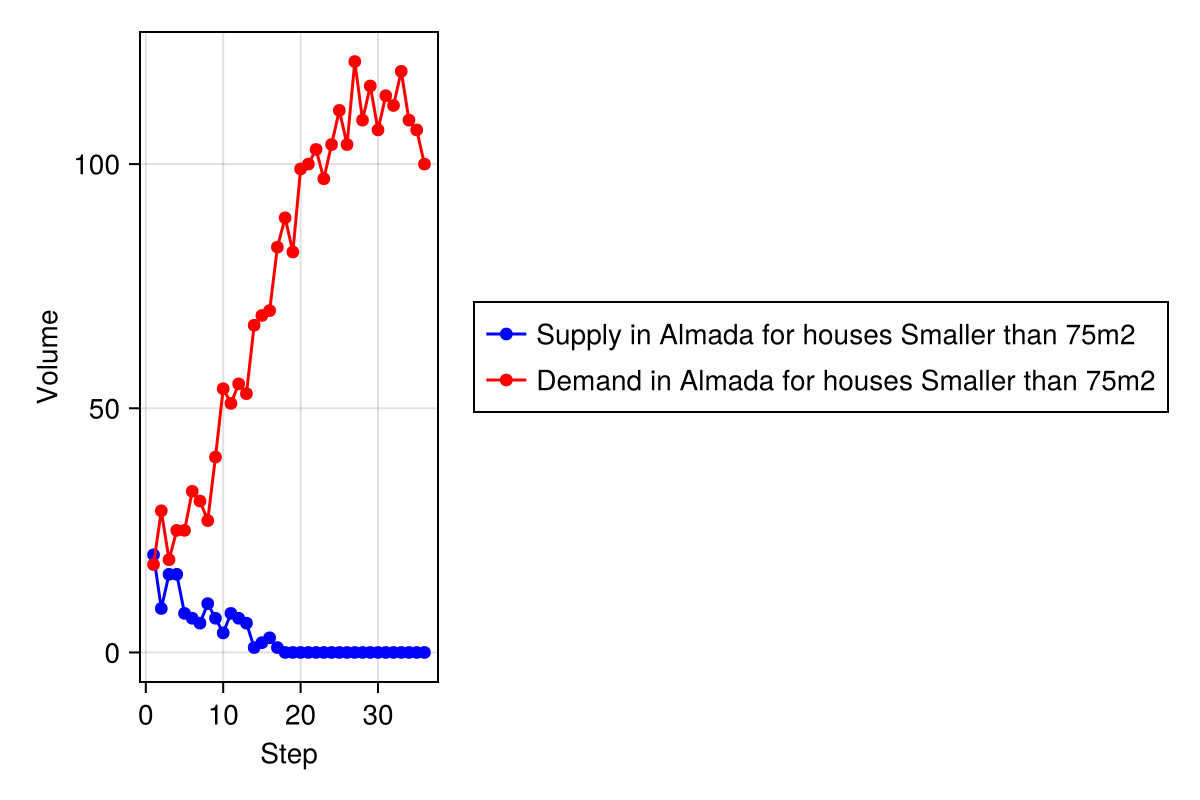 100
50
0
Volume
0 10 20 30
Step
Supply in Almada for houses Smaller than 75m2
Demand in Almada for houses Smaller than 75m2